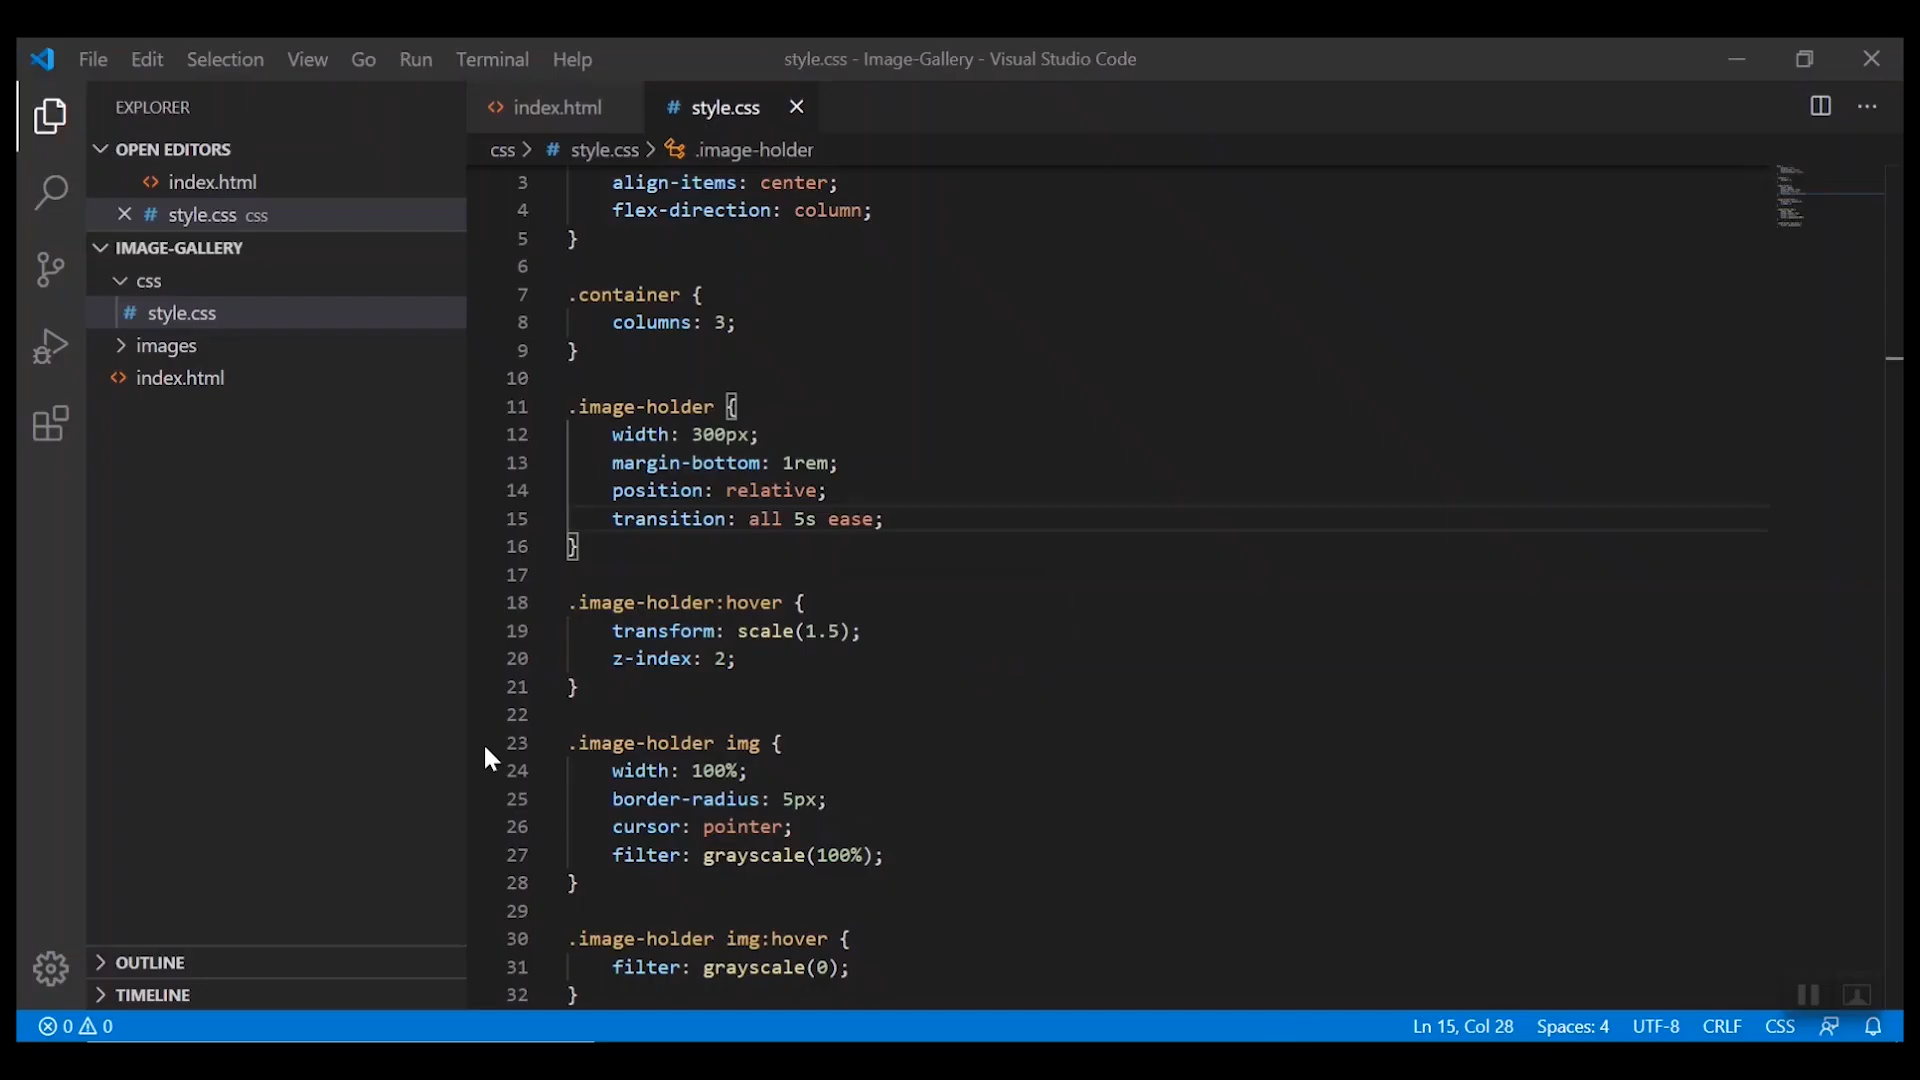 File Edit Selection View Go Run Terminal Help
style.css - Image-Gallery - Visual Studio Code
EXPLORER
OPEN EDITORS
index.html
style.css css
IMAGE-GALLERY
css
style.css
images
index.html
OUTLINE
TIMELINE
index.html style.css
css > style.css > .image-holder
3 align-items: center;
4 flex-direction: column;
5 }
6
7 .container {
8 columns: 3;
9 }
10
11 .image-holder {
12 width: 300px;
13 margin-bottom: 1rem;
14 position: relative;
15 transition: all 5s ease;
16 }
17
18 .image-holder:hover {
19 transform: scale(1.5);
20 z-index: 2;
21 }
22
23 .image-holder img {
24 width: 100%;
25 border-radius: 5px;
26 cursor: pointer;
27 filter: grayscale(100%);
28 }
29
30 .image-holder img:hover {
31 filter: grayscale(0);
32 }
0 0 Ln 15, Col 28 Spaces: 4 UTF-8 CRLF CSS